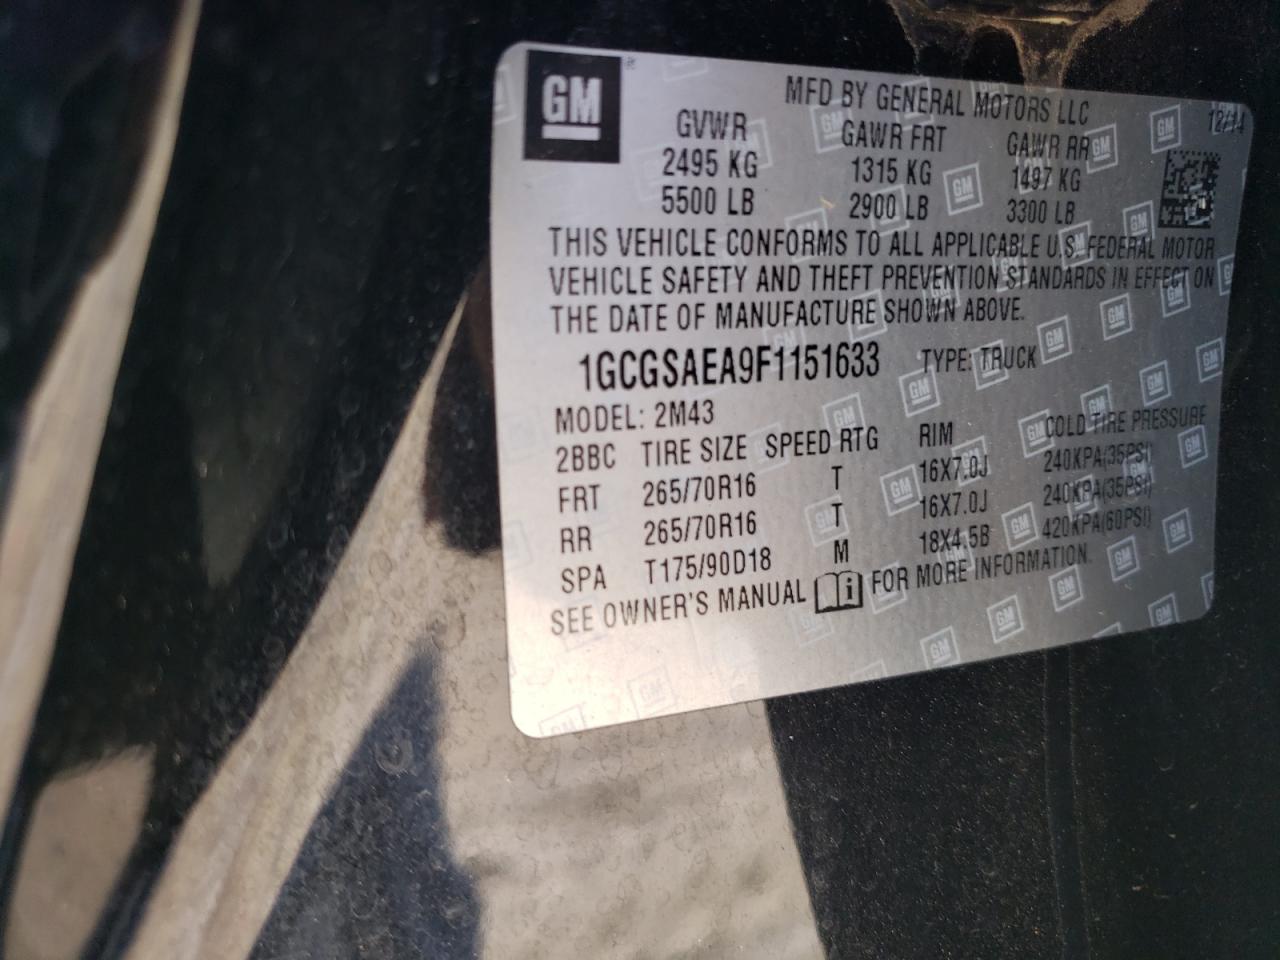 GM
MFD BY GENERAL MOTORS LLC
12/14
GVWR GAWR FRT GAWR RR
2495 KG 1315 KG 1497 KG
5500 LB 2900 LB 3300 LB
THIS VEHICLE CONFORMS TO ALL APPLICABLE U.S. FEDERAL MOTOR
VEHICLE SAFETY AND THEFT PREVENTION STANDARDS IN EFFECT ON
THE DATE OF MANUFACTURE SHOWN ABOVE.
1GCGSAEA9F1151633 TYPE: TRUCK
MODEL: 2M43
2BBC TIRE SIZE SPEED RTG RIM COLD TIRE PRESSURE
FRT 265/70R16 T 16X7.0J 240KPA(35PSI)
RR 265/70R16 T 16X7.0J 240KPA(35PSI)
SPA T175/90D18 M 18X4.5B 420KPA(60PSI)
SEE OWNER'S MANUAL FOR MORE INFORMATION.